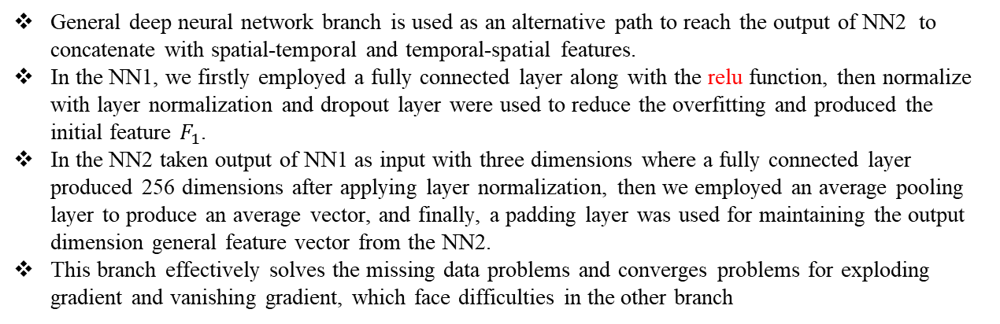 ❖ General deep neural network branch is used as an alternative path to reach the output of NN2 to
concatenate with spatial-temporal and temporal-spatial features.
❖ In the NN1, we firstly employed a fully connected layer along with the relu function, then normalize
with layer normalization and dropout layer were used to reduce the overfitting and produced the
initial feature F₁.
❖ In the NN2 taken output of NN1 as input with three dimensions where a fully connected layer
produced 256 dimensions after applying layer normalization, then we employed an average pooling
layer to produce an average vector, and finally, a padding layer was used for maintaining the output
dimension general feature vector from the NN2.
❖ This branch effectively solves the missing data problems and converges problems for exploding
gradient and vanishing gradient, which face difficulties in the other branch